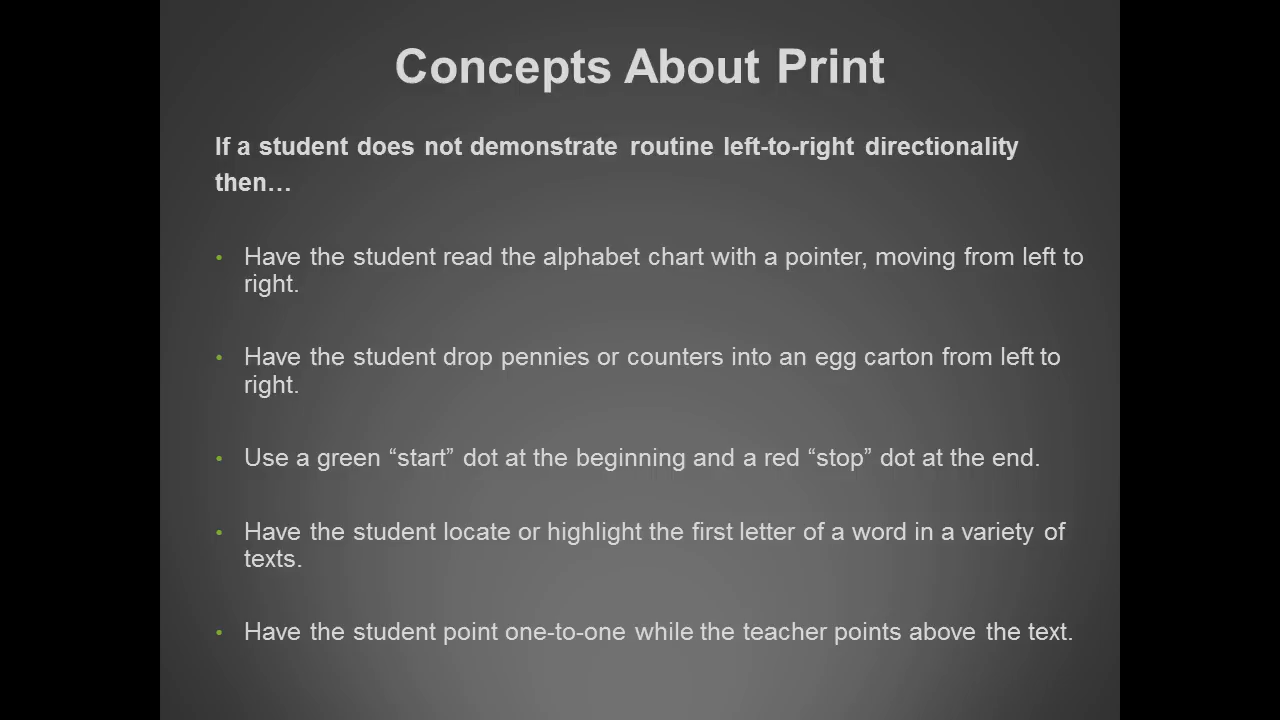 Concepts About Print
If a student does not demonstrate routine left-to-right directionality
then…
• Have the student read the alphabet chart with a pointer, moving from left to
right.
• Have the student drop pennies or counters into an egg carton from left to
right.
• Use a green “start” dot at the beginning and a red “stop” dot at the end.
• Have the student locate or highlight the first letter of a word in a variety of
texts.
• Have the student point one-to-one while the teacher points above the text.